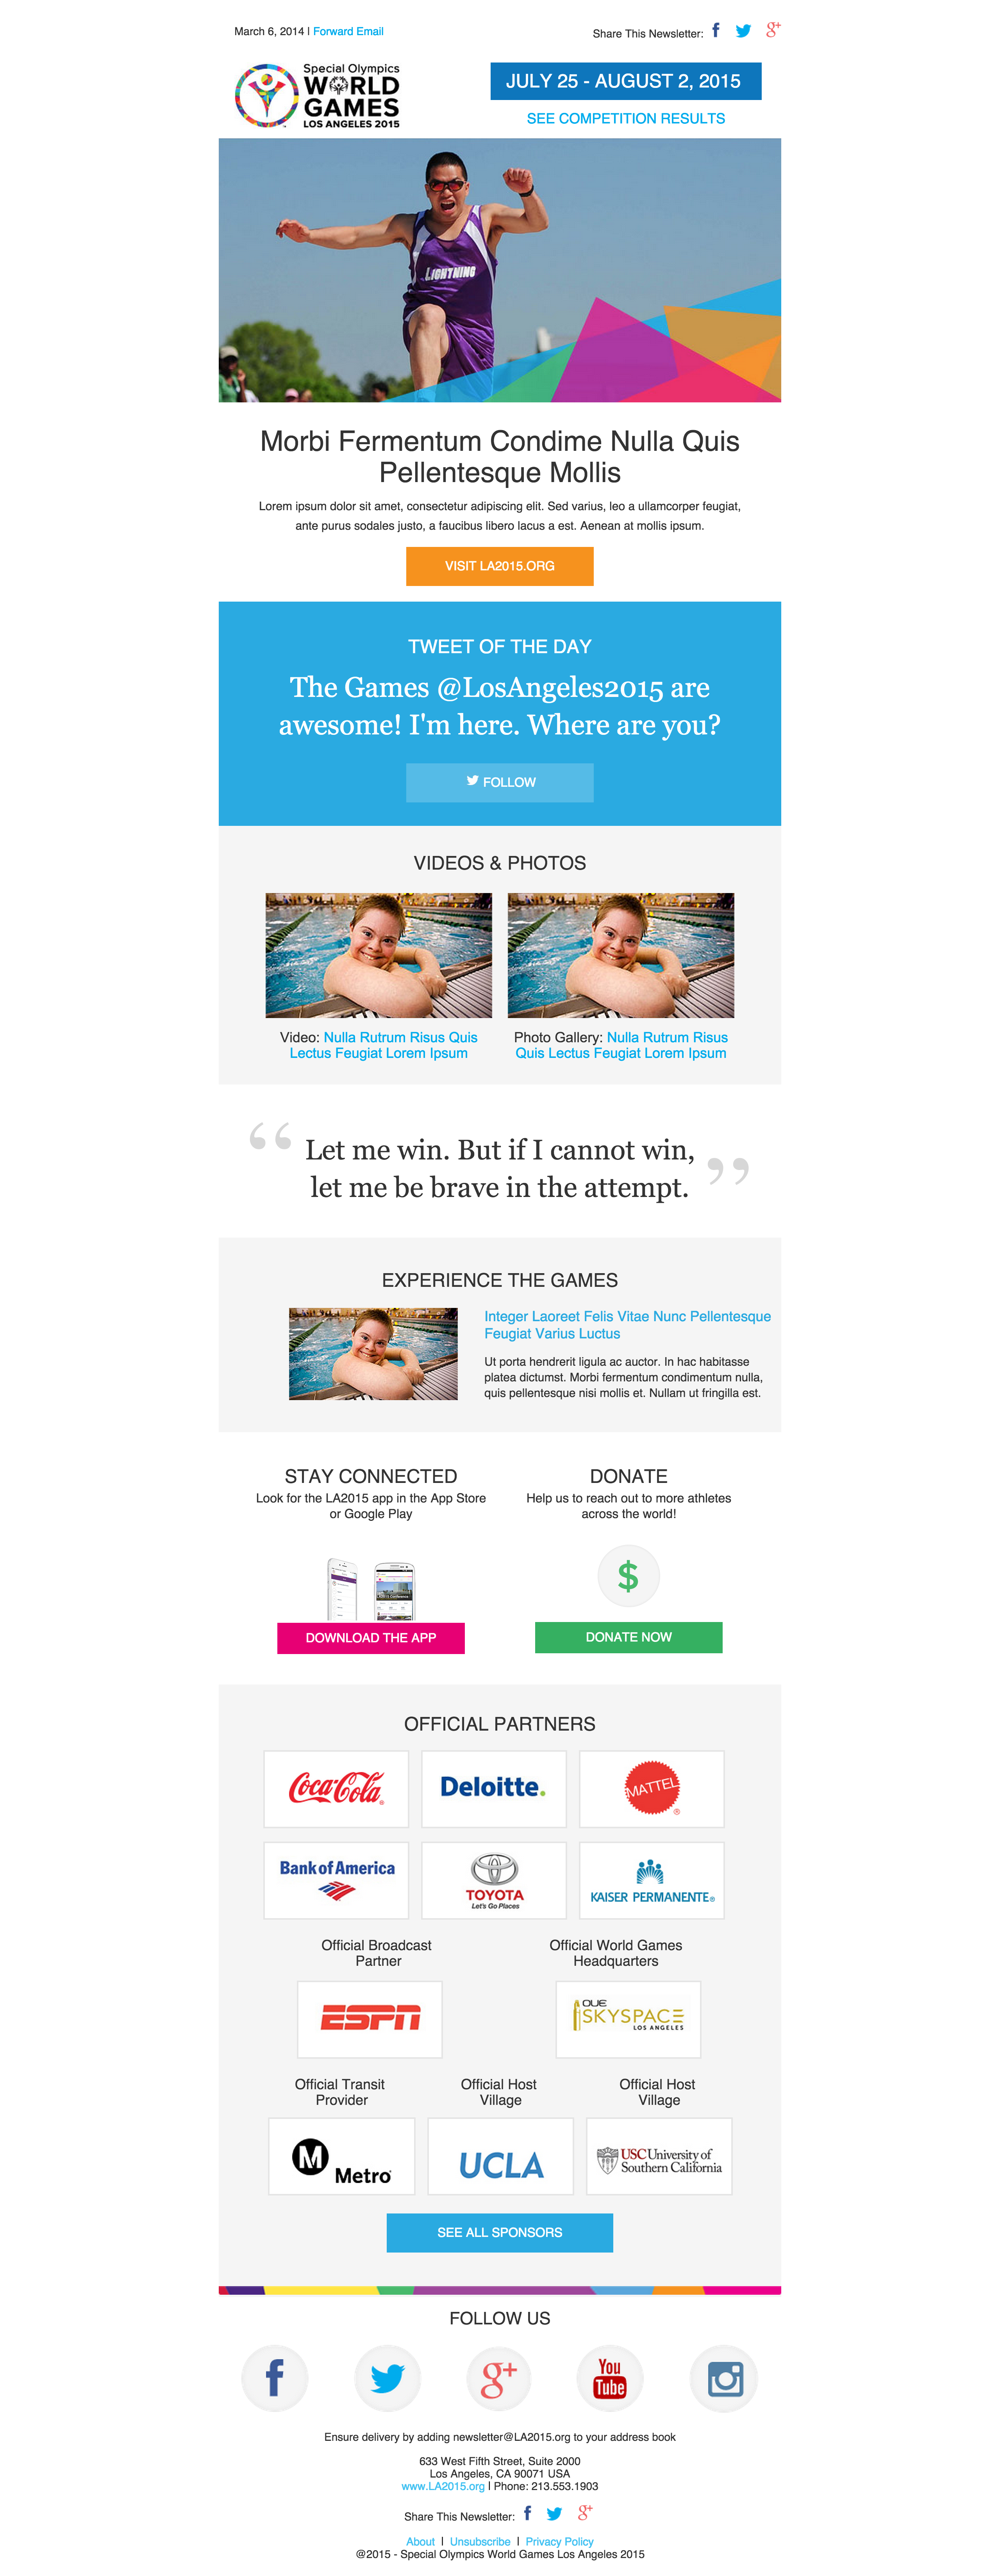 March 6, 2014 | Forward Email
Share This Newsletter:
Special Olympics
WORLD
GAMES
LOS ANGELES 2015
JULY 25 - AUGUST 2, 2015
SEE COMPETITION RESULTS
LIGHTNING
Morbi Fermentum Condime Nulla Quis
Pellentesque Mollis
Lorem ipsum dolor sit amet, consectetur adipiscing elit. Sed varius, leo a ullamcorper feugiat,
ante purus sodales justo, a faucibus libero lacus a est. Aenean at mollis ipsum.
VISIT LA2015.ORG
TWEET OF THE DAY
The Games @LosAngeles2015 are
awesome! I'm here. Where are you?
FOLLOW
VIDEOS & PHOTOS
Video: Nulla Rutrum Risus Quis
Lectus Feugiat Lorem Ipsum
Photo Gallery: Nulla Rutrum Risus
Quis Lectus Feugiat Lorem Ipsum
“ Let me win. But if I cannot win,
let me be brave in the attempt. ”
EXPERIENCE THE GAMES
Integer Laoreet Felis Vitae Nunc Pellentesque
Feugiat Varius Luctus
Ut porta hendrerit ligula ac auctor. In hac habitasse
platea dictumst. Morbi fermentum condimentum nulla,
quis pellentesque nisi mollis et. Nullam ut fringilla est.
STAY CONNECTED
Look for the LA2015 app in the App Store
or Google Play
DOWNLOAD THE APP
DONATE
Help us to reach out to more athletes
across the world!
$
DONATE NOW
OFFICIAL PARTNERS
Coca-Cola®
Deloitte.
MATTEL®
Bank of America
TOYOTA
Let's Go Places
KAISER PERMANENTE®
Official Broadcast
Partner
Official World Games
Headquarters
ESPN
OUE
SKYSPACE
LOS ANGELES
Official Transit
Provider
Official Host
Village
Official Host
Village
M
Metro
UCLA
USC University of
Southern California
SEE ALL SPONSORS
FOLLOW US
f
g+
You
Tube
Ensure delivery by adding newsletter@LA2015.org to your address book
633 West Fifth Street, Suite 2000
Los Angeles, CA 90071 USA
www.LA2015.org | Phone: 213.553.1903
Share This Newsletter:
About | Unsubscribe | Privacy Policy
@2015 - Special Olympics World Games Los Angeles 2015